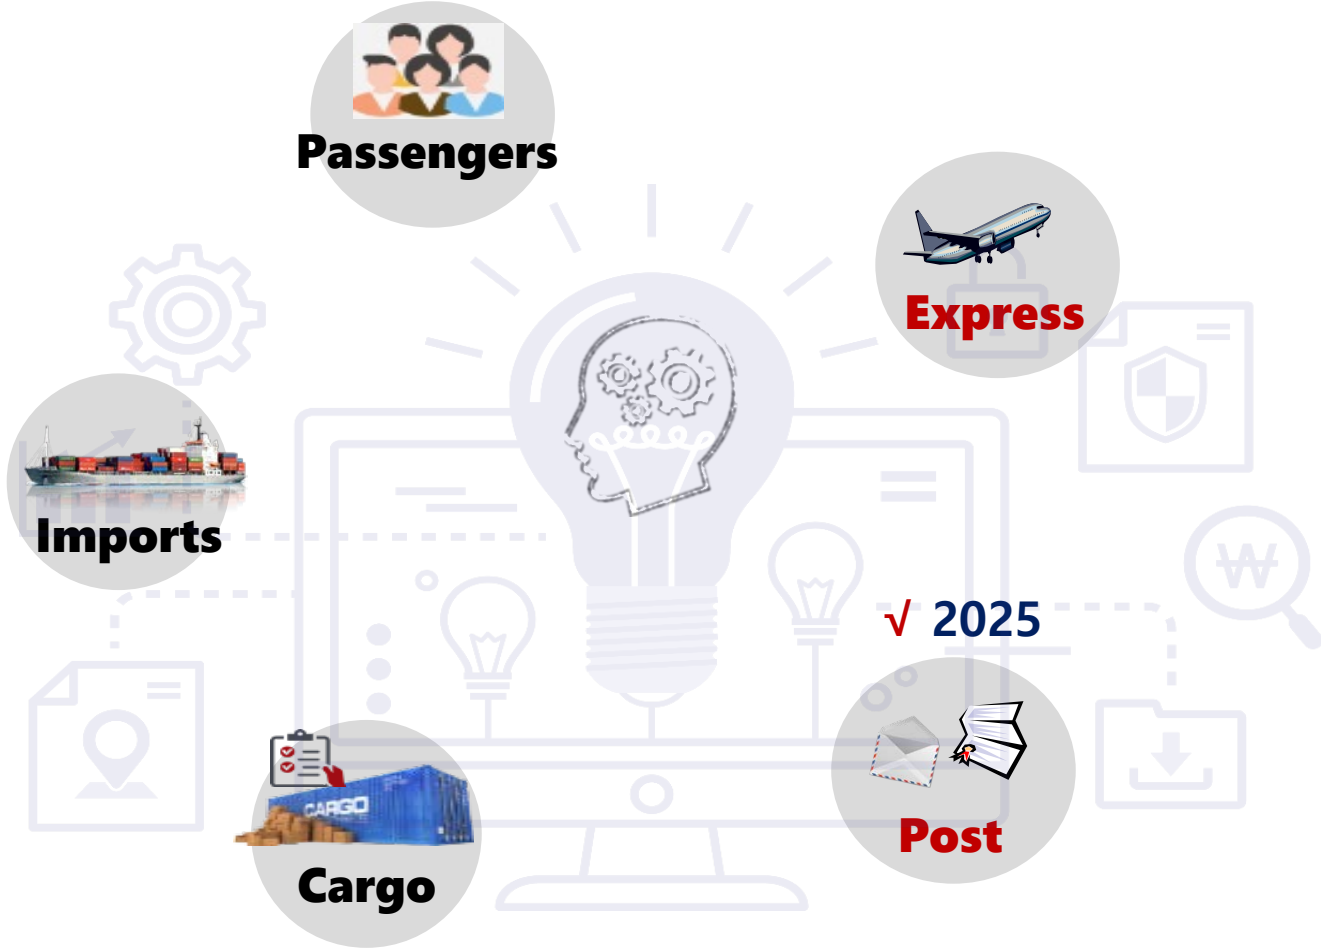 Passengers
Express
Imports
₩
√ 2025
CARGO
Cargo
Post